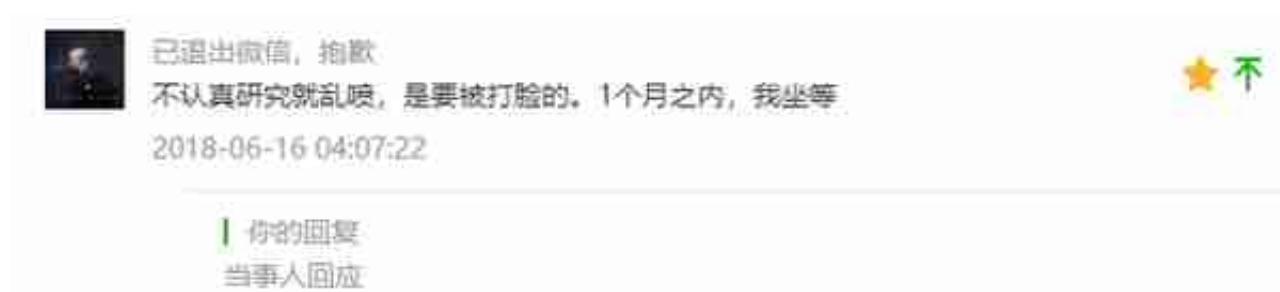 已退出微信，抱歉
不认真研究就乱喷，是要被打脸的。1个月之内，我坐等
2018-06-16 04:07:22
你的回复
当事人回应